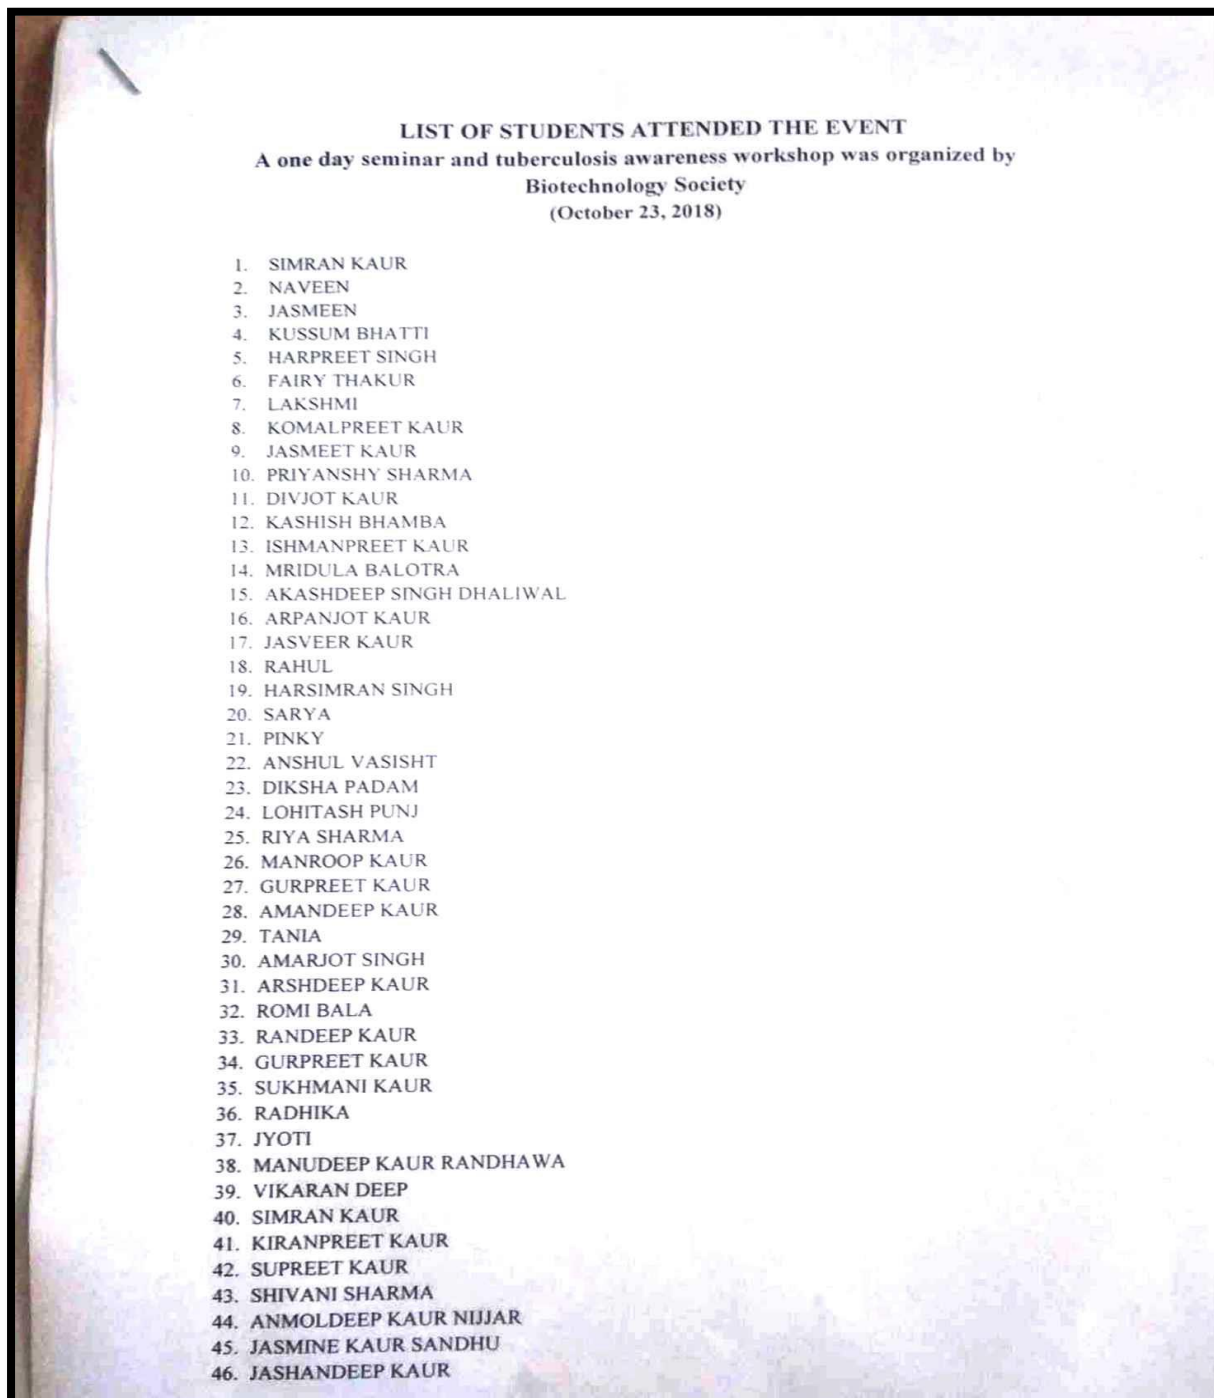 LIST OF STUDENTS ATTENDED THE EVENT
A one day seminar and tuberculosis awareness workshop was organized by
Biotechnology Society
(October 23, 2018)
1. SIMRAN KAUR
2. NAVEEN
3. JASMEEN
4. KUSSUM BHATTI
5. HARPREET SINGH
6. FAIRY THAKUR
7. LAKSHMI
8. KOMALPREET KAUR
9. JASMEET KAUR
10. PRIYANSHY SHARMA
11. DIVJOT KAUR
12. KASHISH BHAMBA
13. ISHMANPREET KAUR
14. MRIDULA BALOTRA
15. AKASHDEEP SINGH DHALIWAL
16. ARPANJOT KAUR
17. JASVEER KAUR
18. RAHUL
19. HARSIMRAN SINGH
20. SARYA
21. PINKY
22. ANSHUL VASISHT
23. DIKSHA PADAM
24. LOHITASH PUNJ
25. RIYA SHARMA
26. MANROOP KAUR
27. GURPREET KAUR
28. AMANDEEP KAUR
29. TANIA
30. AMARJOT SINGH
31. ARSHDEEP KAUR
32. ROMI BALA
33. RANDEEP KAUR
34. GURPREET KAUR
35. SUKHMANI KAUR
36. RADHIKA
37. JYOTI
38. MANUDEEP KAUR RANDHAWA
39. VIKARAN DEEP
40. SIMRAN KAUR
41. KIRANPREET KAUR
42. SUPREET KAUR
43. SHIVANI SHARMA
44. ANMOLDEEP KAUR NIJJAR
45. JASMINE KAUR SANDHU
46. JASHANDEEP KAUR